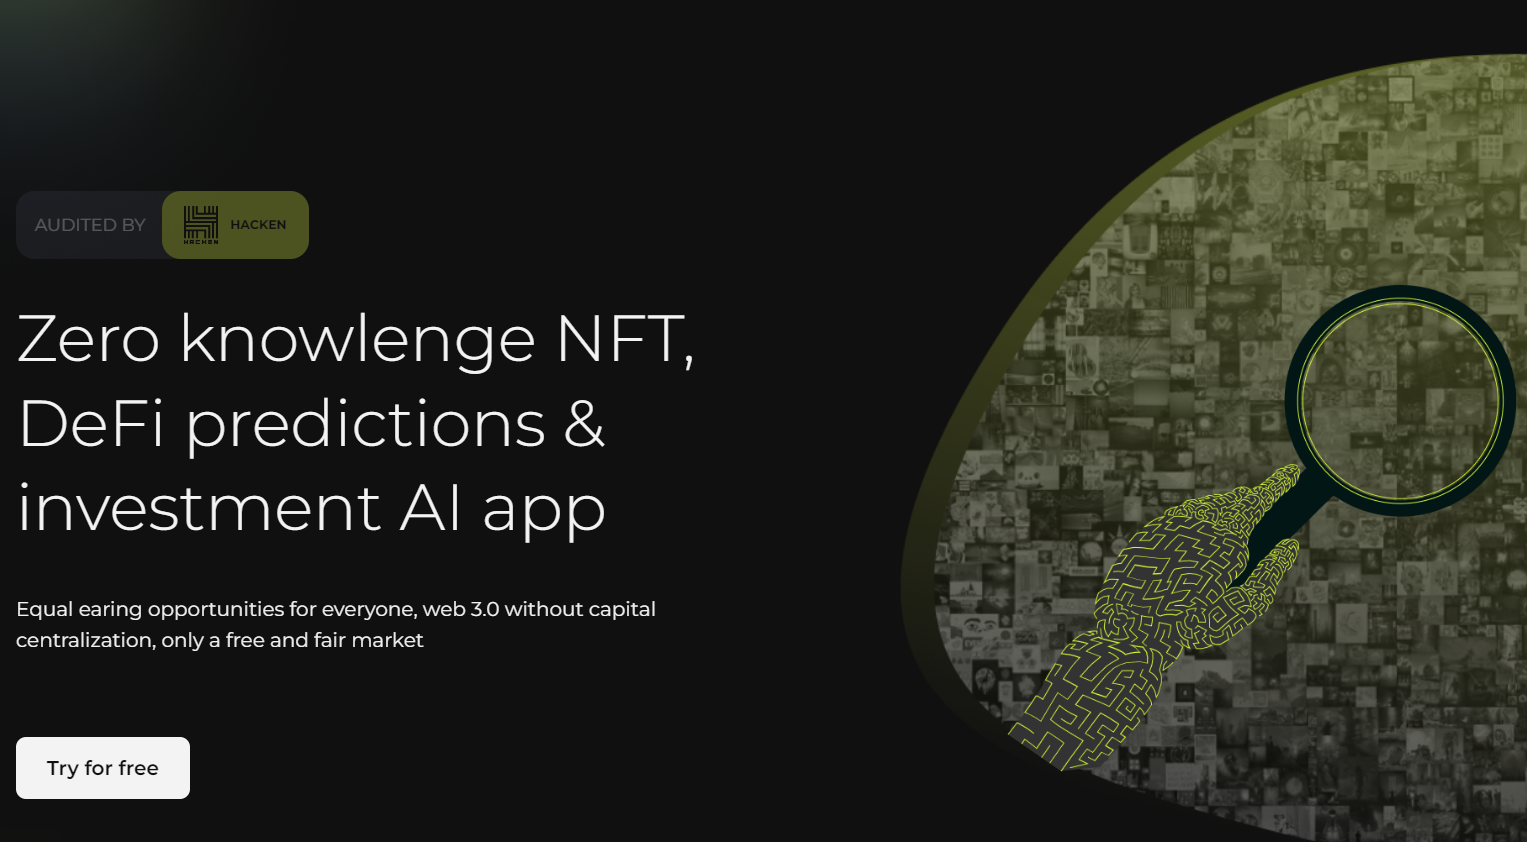 AUDITED BY
HACKEN
HACKEN
Zero knowlenge NFT,
DeFi predictions &
investment AI app
Equal earing opportunities for everyone, web 3.0 without capital
centralization, only a free and fair market
Try for free